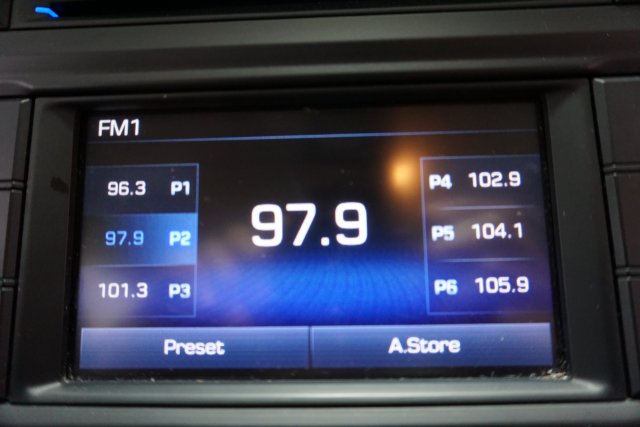 FM1
96.3 P1
97.9 P2
101.3 P3
97.9
P4 102.9
P5 104.1
P6 105.9
Preset
A.Store